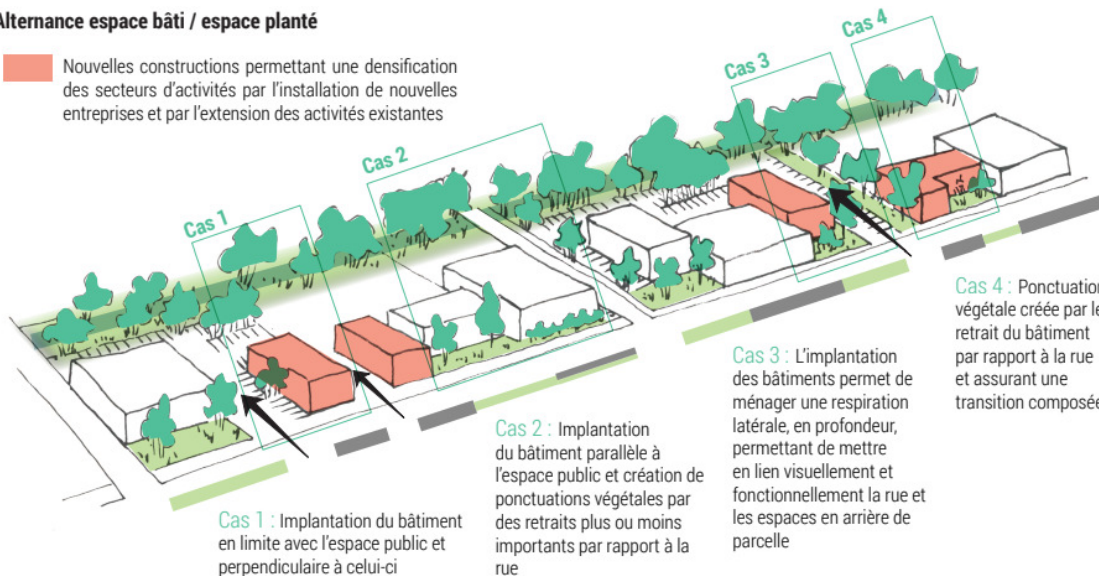 Alternance espace bâti / espace planté
Nouvelles constructions permettant une densification
des secteurs d'activités par l'installation de nouvelles
entreprises et par l'extension des activités existantes
Cas 1
Cas 2
Cas 3
Cas 4
Cas 1 : Implantation du bâtiment
en limite avec l'espace public et
perpendiculaire à celui-ci
Cas 2 : Implantation
du bâtiment parallèle à
l'espace public et création de
ponctuations végétales par
des retraits plus ou moins
importants par rapport à la
rue
Cas 3 : L'implantation
des bâtiments permet de
ménager une respiration
latérale, en profondeur,
permettant de mettre
en lien visuellement et
fonctionnellement la rue et
les espaces en arrière de
parcelle
Cas 4 : Ponctuation
végétale créée par le
retrait du bâtiment
par rapport à la rue
et assurant une
transition composée